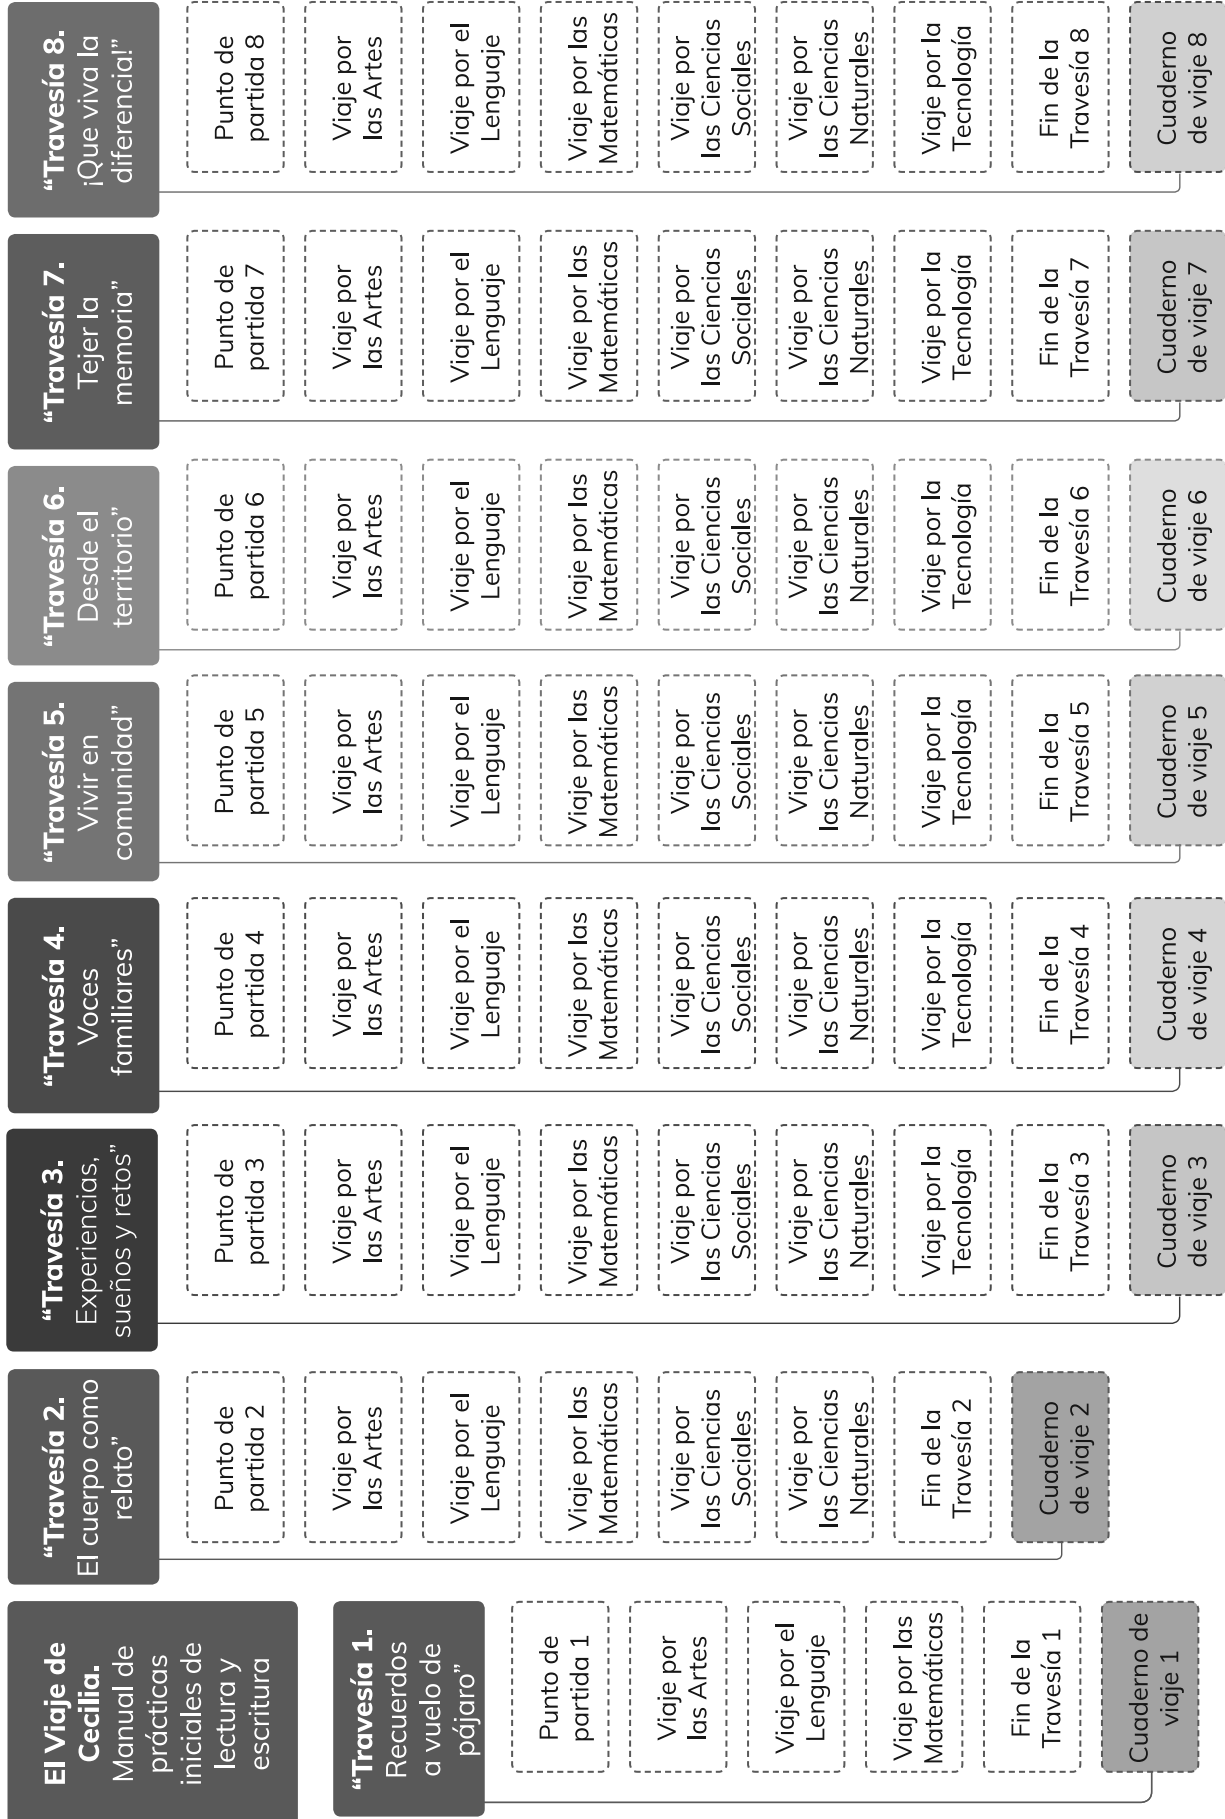 El Viaje de
Cecilia.
Manual de
prácticas
iniciales de
lectura y
escritura
“Travesía 1.
Recuerdos
a vuelo de
pájaro”
Punto de
partida 1
Viaje por
las Artes
Viaje por el
Lenguaje
Viaje por las
Matemáticas
Fin de la
Travesía 1
Cuaderno de
viaje 1
“Travesía 2.
El cuerpo como
relato”
Punto de
partida 2
Viaje por
las Artes
Viaje por el
Lenguaje
Viaje por las
Matemáticas
Viaje por
las Ciencias
Sociales
Viaje por
las Ciencias
Naturales
Fin de la
Travesía 2
Cuaderno
de viaje 2
“Travesía 3.
Experiencias,
sueños y retos”
Punto de
partida 3
Viaje por
las Artes
Viaje por el
Lenguaje
Viaje por las
Matemáticas
Viaje por
las Ciencias
Sociales
Viaje por
las Ciencias
Naturales
Viaje por la
Tecnología
Fin de la
Travesía 3
Cuaderno
de viaje 3
“Travesía 4.
Voces
familiares”
Punto de
partida 4
Viaje por
las Artes
Viaje por el
Lenguaje
Viaje por las
Matemáticas
Viaje por
las Ciencias
Sociales
Viaje por
las Ciencias
Naturales
Viaje por la
Tecnología
Fin de la
Travesía 4
Cuaderno
de viaje 4
“Travesía 5.
Vivir en
comunidad”
Punto de
partida 5
Viaje por
las Artes
Viaje por el
Lenguaje
Viaje por las
Matemáticas
Viaje por
las Ciencias
Sociales
Viaje por
las Ciencias
Naturales
Viaje por la
Tecnología
Fin de la
Travesía 5
Cuaderno
de viaje 5
“Travesía 6.
Desde el
territorio”
Punto de
partida 6
Viaje por
las Artes
Viaje por el
Lenguaje
Viaje por las
Matemáticas
Viaje por
las Ciencias
Sociales
Viaje por
las Ciencias
Naturales
Viaje por la
Tecnología
Fin de la
Travesía 6
Cuaderno
de viaje 6
“Travesía 7.
Tejer la
memoria”
Punto de
partida 7
Viaje por
las Artes
Viaje por el
Lenguaje
Viaje por las
Matemáticas
Viaje por
las Ciencias
Sociales
Viaje por
las Ciencias
Naturales
Viaje por la
Tecnología
Fin de la
Travesía 7
Cuaderno
de viaje 7
“Travesía 8.
¡Que viva la
diferencia!”
Punto de
partida 8
Viaje por
las Artes
Viaje por el
Lenguaje
Viaje por las
Matemáticas
Viaje por
las Ciencias
Sociales
Viaje por
las Ciencias
Naturales
Viaje por la
Tecnología
Fin de la
Travesía 8
Cuaderno
de viaje 8